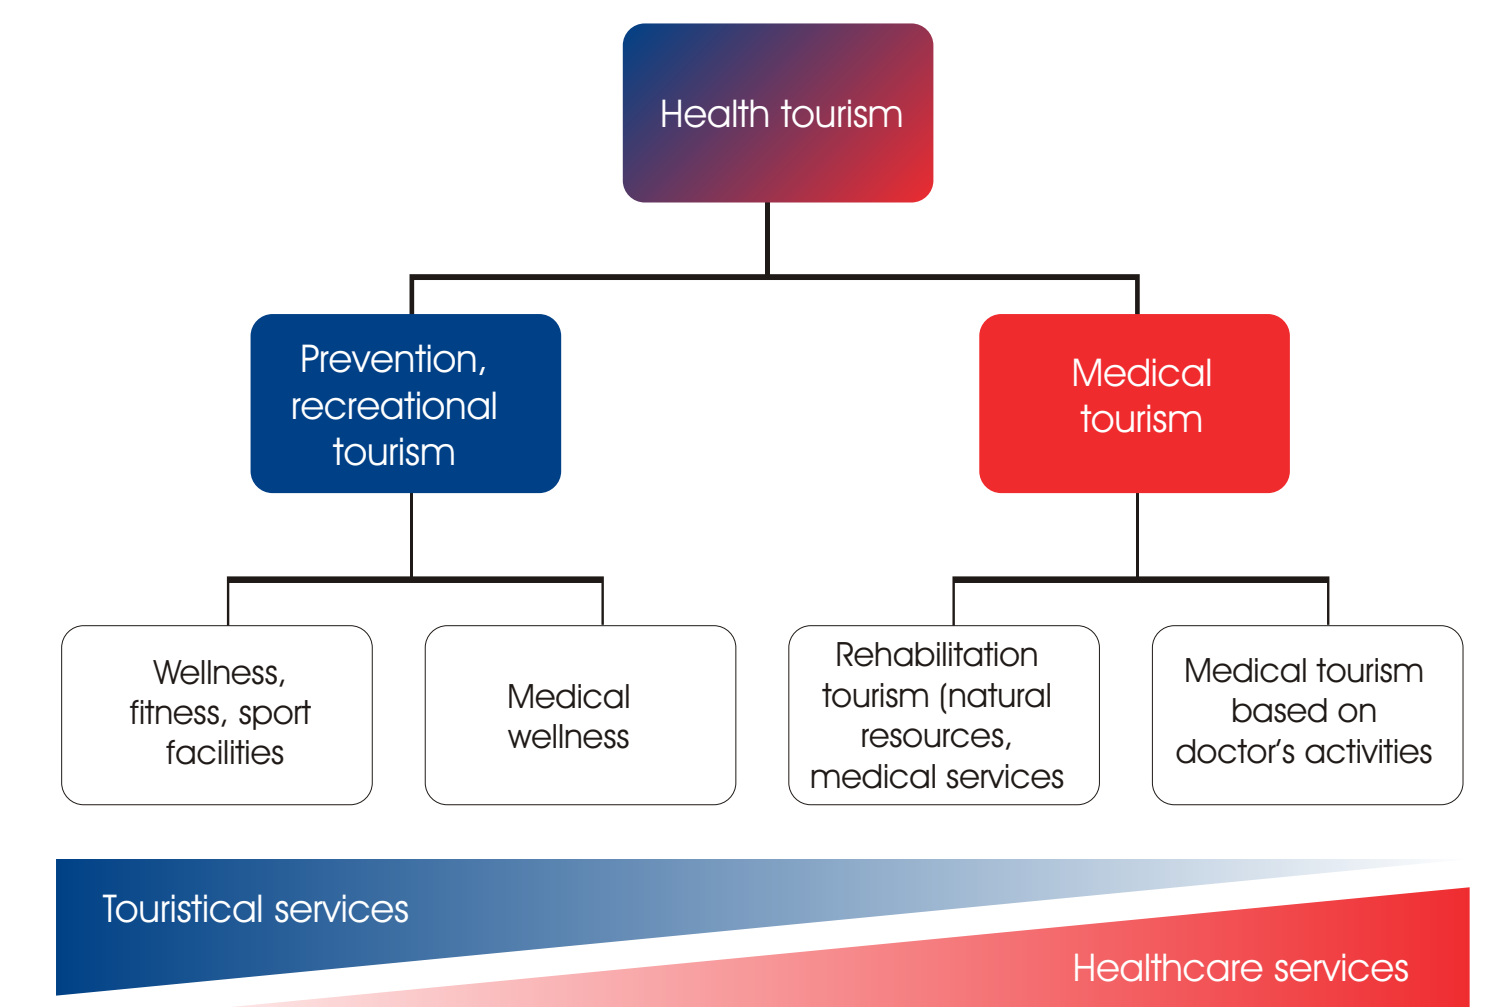 Health tourism
Prevention,
recreational
tourism
Medical
tourism
Wellness,
fitness, sport
facilities
Medical
wellness
Rehabilitation
tourism (natural
resources,
medical services
Medical tourism
based on
doctor’s activities
Touristical services
Healthcare services